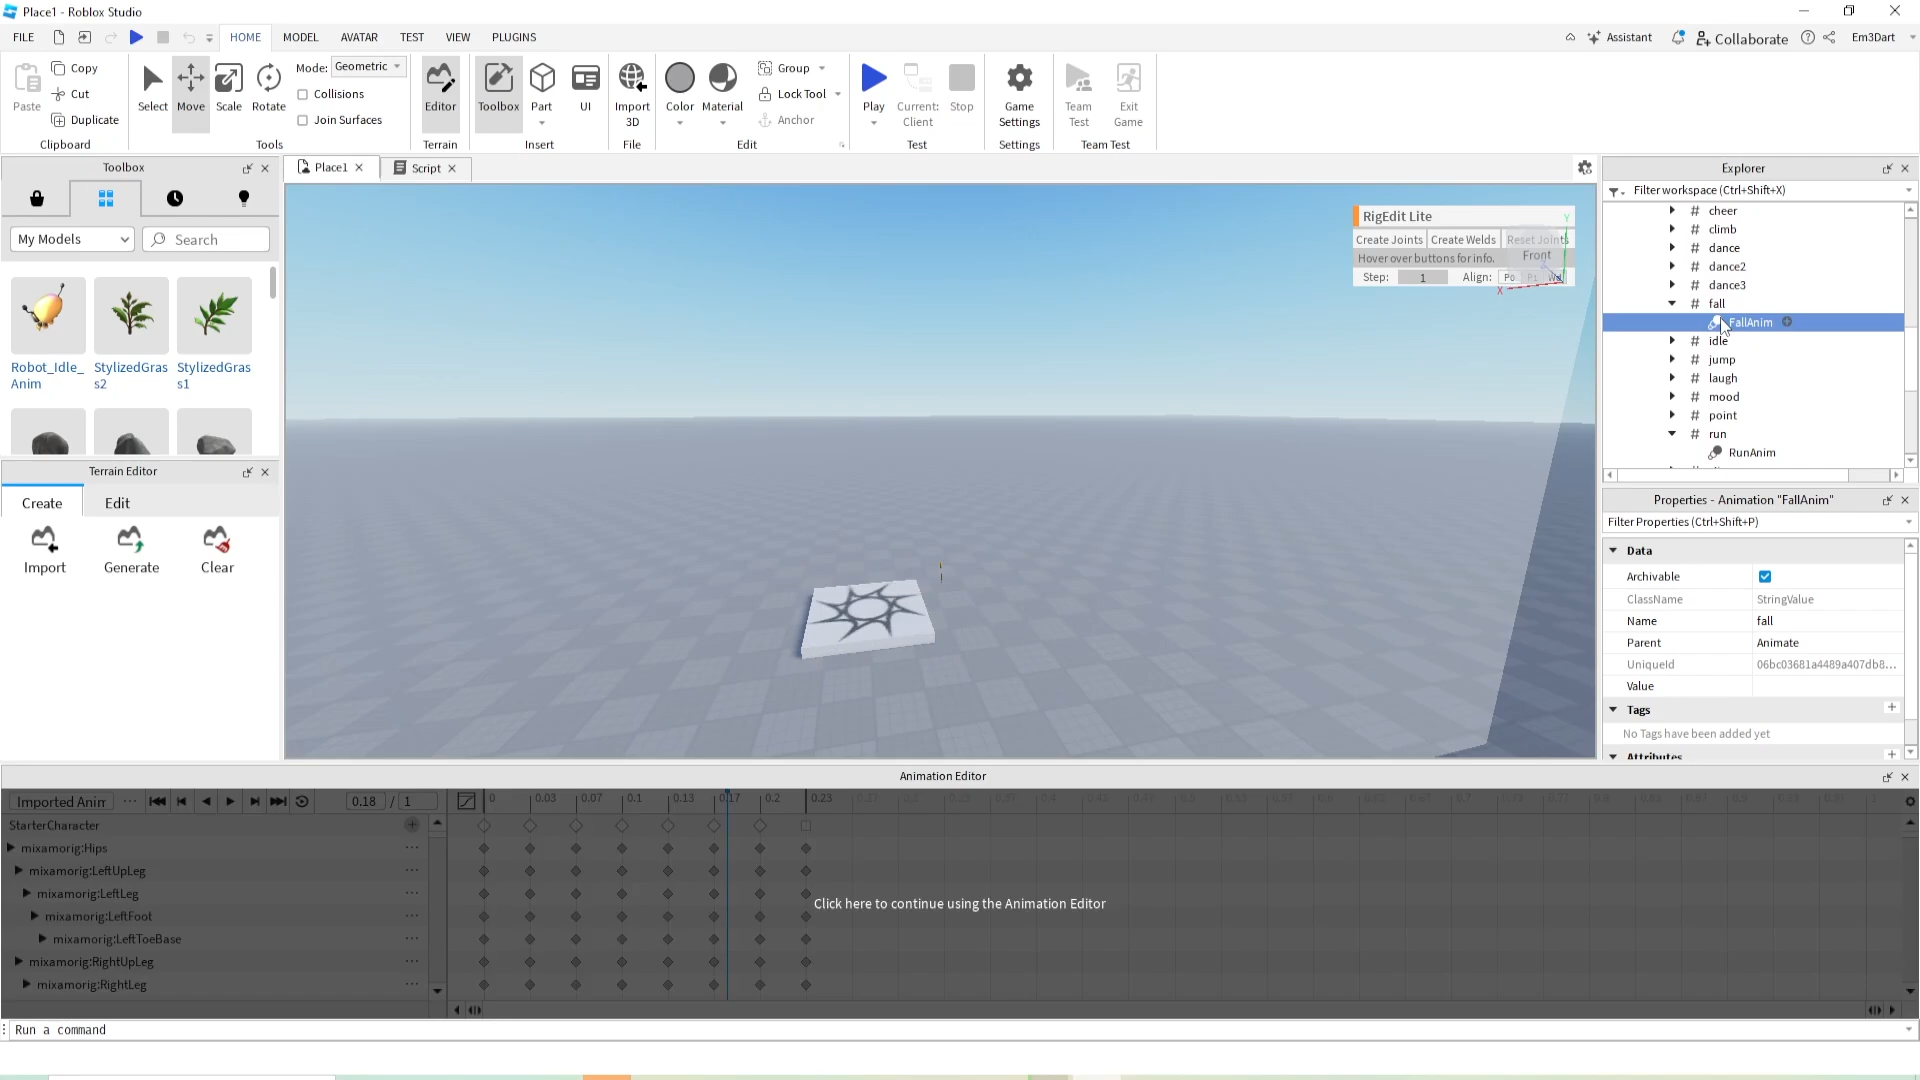 Place1 - Roblox Studio
FILE HOME MODEL AVATAR TEST VIEW PLUGINS Assistant Collaborate Em3Dart
Paste Copy Cut Duplicate Clipboard
Select Move Scale Rotate Mode: Geometric Collisions Join Surfaces Tools
Editor Terrain
Toolbox Part UI Insert
Import 3D File
Color Material Group Lock Tool Anchor Edit
Play Current: Client Stop Test
Game Settings Settings
Team Test Exit Game Team Test
Toolbox
My Models Search
Robot_Idle_Anim StylizedGrass2 StylizedGrass1
Terrain Editor
Create Edit
Import Generate Clear
Place1 Script
RigEdit Lite
Create Joints Create Welds Reset Joints
Hover over buttons for info. Front
Step: 1 Align: Po Pi Wd
Y
X
Explorer
Filter workspace (Ctrl+Shift+X)
# cheer
# climb
# dance
# dance2
# dance3
# fall
FallAnim
# idle
# jump
# laugh
# mood
# point
# run
RunAnim
Properties - Animation "FallAnim"
Filter Properties (Ctrl+Shift+P)
Data
Archivable
ClassName StringValue
Name fall
Parent Animate
UniqueId 06bc03681a4489a407db8...
Value
Tags
No Tags have been added yet
Attributes
Animation Editor
Imported Anim ... 0.18 / 1 0 0.03 0.07 0.1 0.13 0.17 0.2 0.23
StarterCharacter
mixamorig:Hips
mixamorig:LeftUpLeg
mixamorig:LeftLeg
mixamorig:LeftFoot
mixamorig:LeftToeBase
mixamorig:RightUpLeg
mixamorig:RightLeg
Click here to continue using the Animation Editor
Run a command